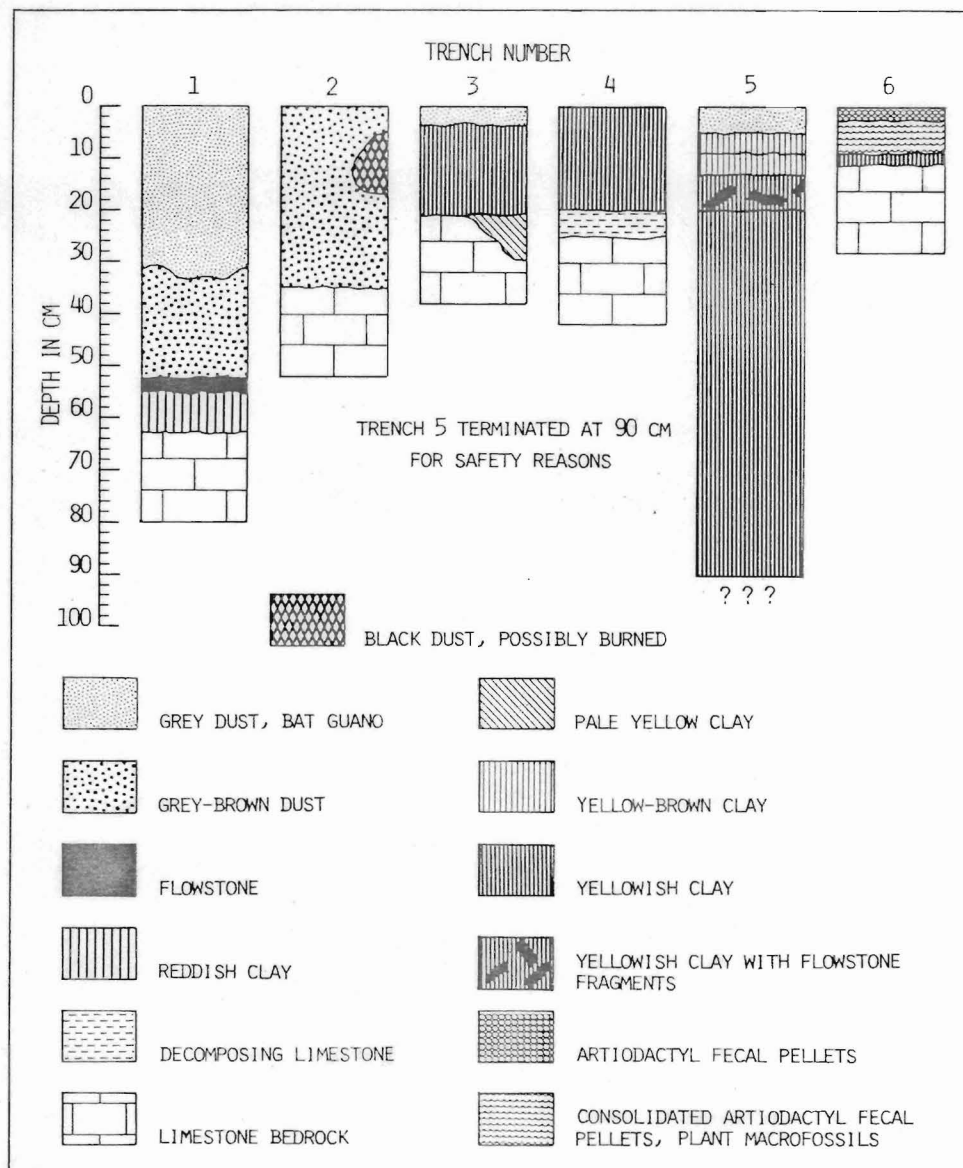 TRENCH NUMBER
1 2 3 4 5 6
0
10
20
30
40
50
60
70
80
90
100
DEPTH IN CM
TRENCH 5 TERMINATED AT 90 CM
FOR SAFETY REASONS
? ? ?
BLACK DUST, POSSIBLY BURNED
GREY DUST, BAT GUANO
PALE YELLOW CLAY
GREY-BROWN DUST
YELLOW-BROWN CLAY
FLOWSTONE
YELLOWISH CLAY
REDDISH CLAY
YELLOWISH CLAY WITH FLOWSTONE
FRAGMENTS
DECOMPOSING LIMESTONE
ARTIODACTYL FECAL PELLETS
LIMESTONE BEDROCK
CONSOLIDATED ARTIODACTYL FECAL
PELLETS, PLANT MACROFOSSILS